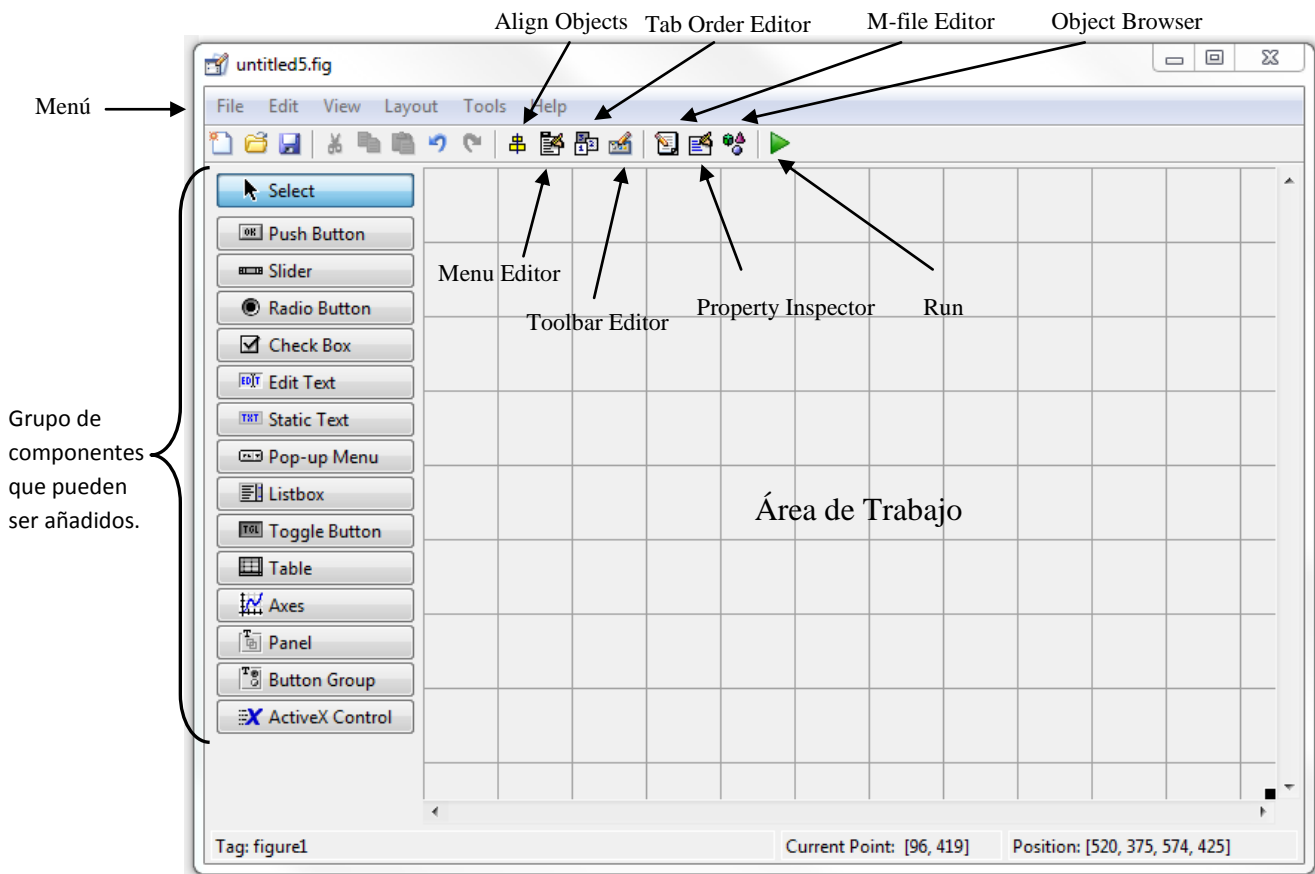 Align Objects
Tab Order Editor
M-file Editor
Object Browser
untitled5.fig
Menú
File Edit View Layout Tools Help
Select
Push Button
Slider
Radio Button
Check Box
Edit Text
Static Text
Pop-up Menu
Listbox
Toggle Button
Table
Axes
Panel
Button Group
ActiveX Control
Menu Editor
Toolbar Editor
Property Inspector
Run
Grupo de
componentes
que pueden
ser añadidos.
Área de Trabajo
Tag: figure1
Current Point: [96, 419]
Position: [520, 375, 574, 425]